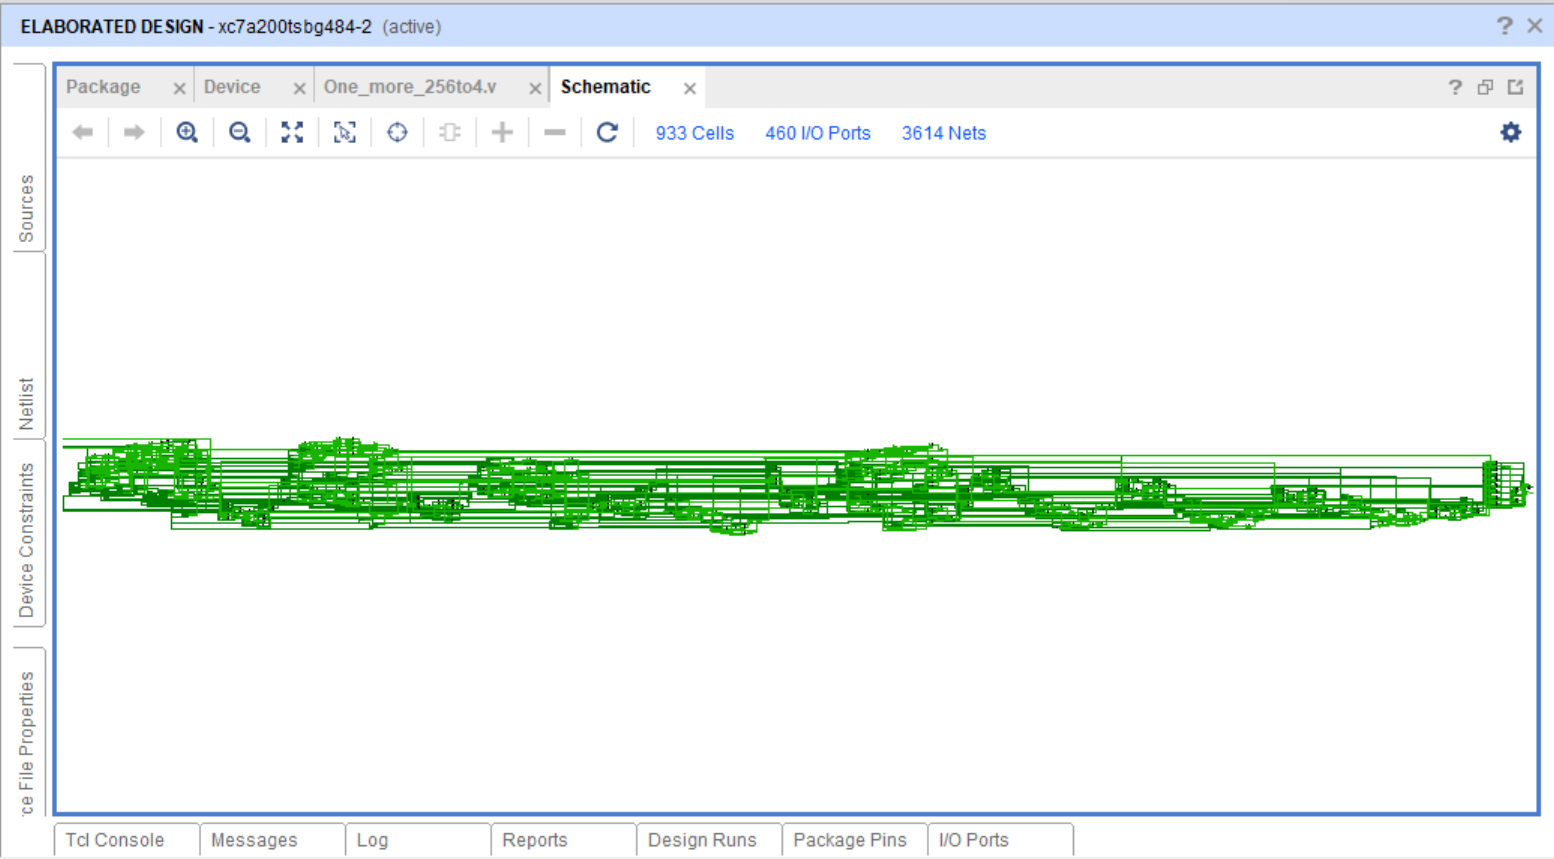 ELABORATED DESIGN - xc7a200tsbg484-2 (active)
Package
Device
One_more_256to4.v
Schematic
933 Cells
460 I/O Ports
3614 Nets
Sources
Netlist
Device Constraints
ce File Properties
Tcl Console
Messages
Log
Reports
Design Runs
Package Pins
I/O Ports